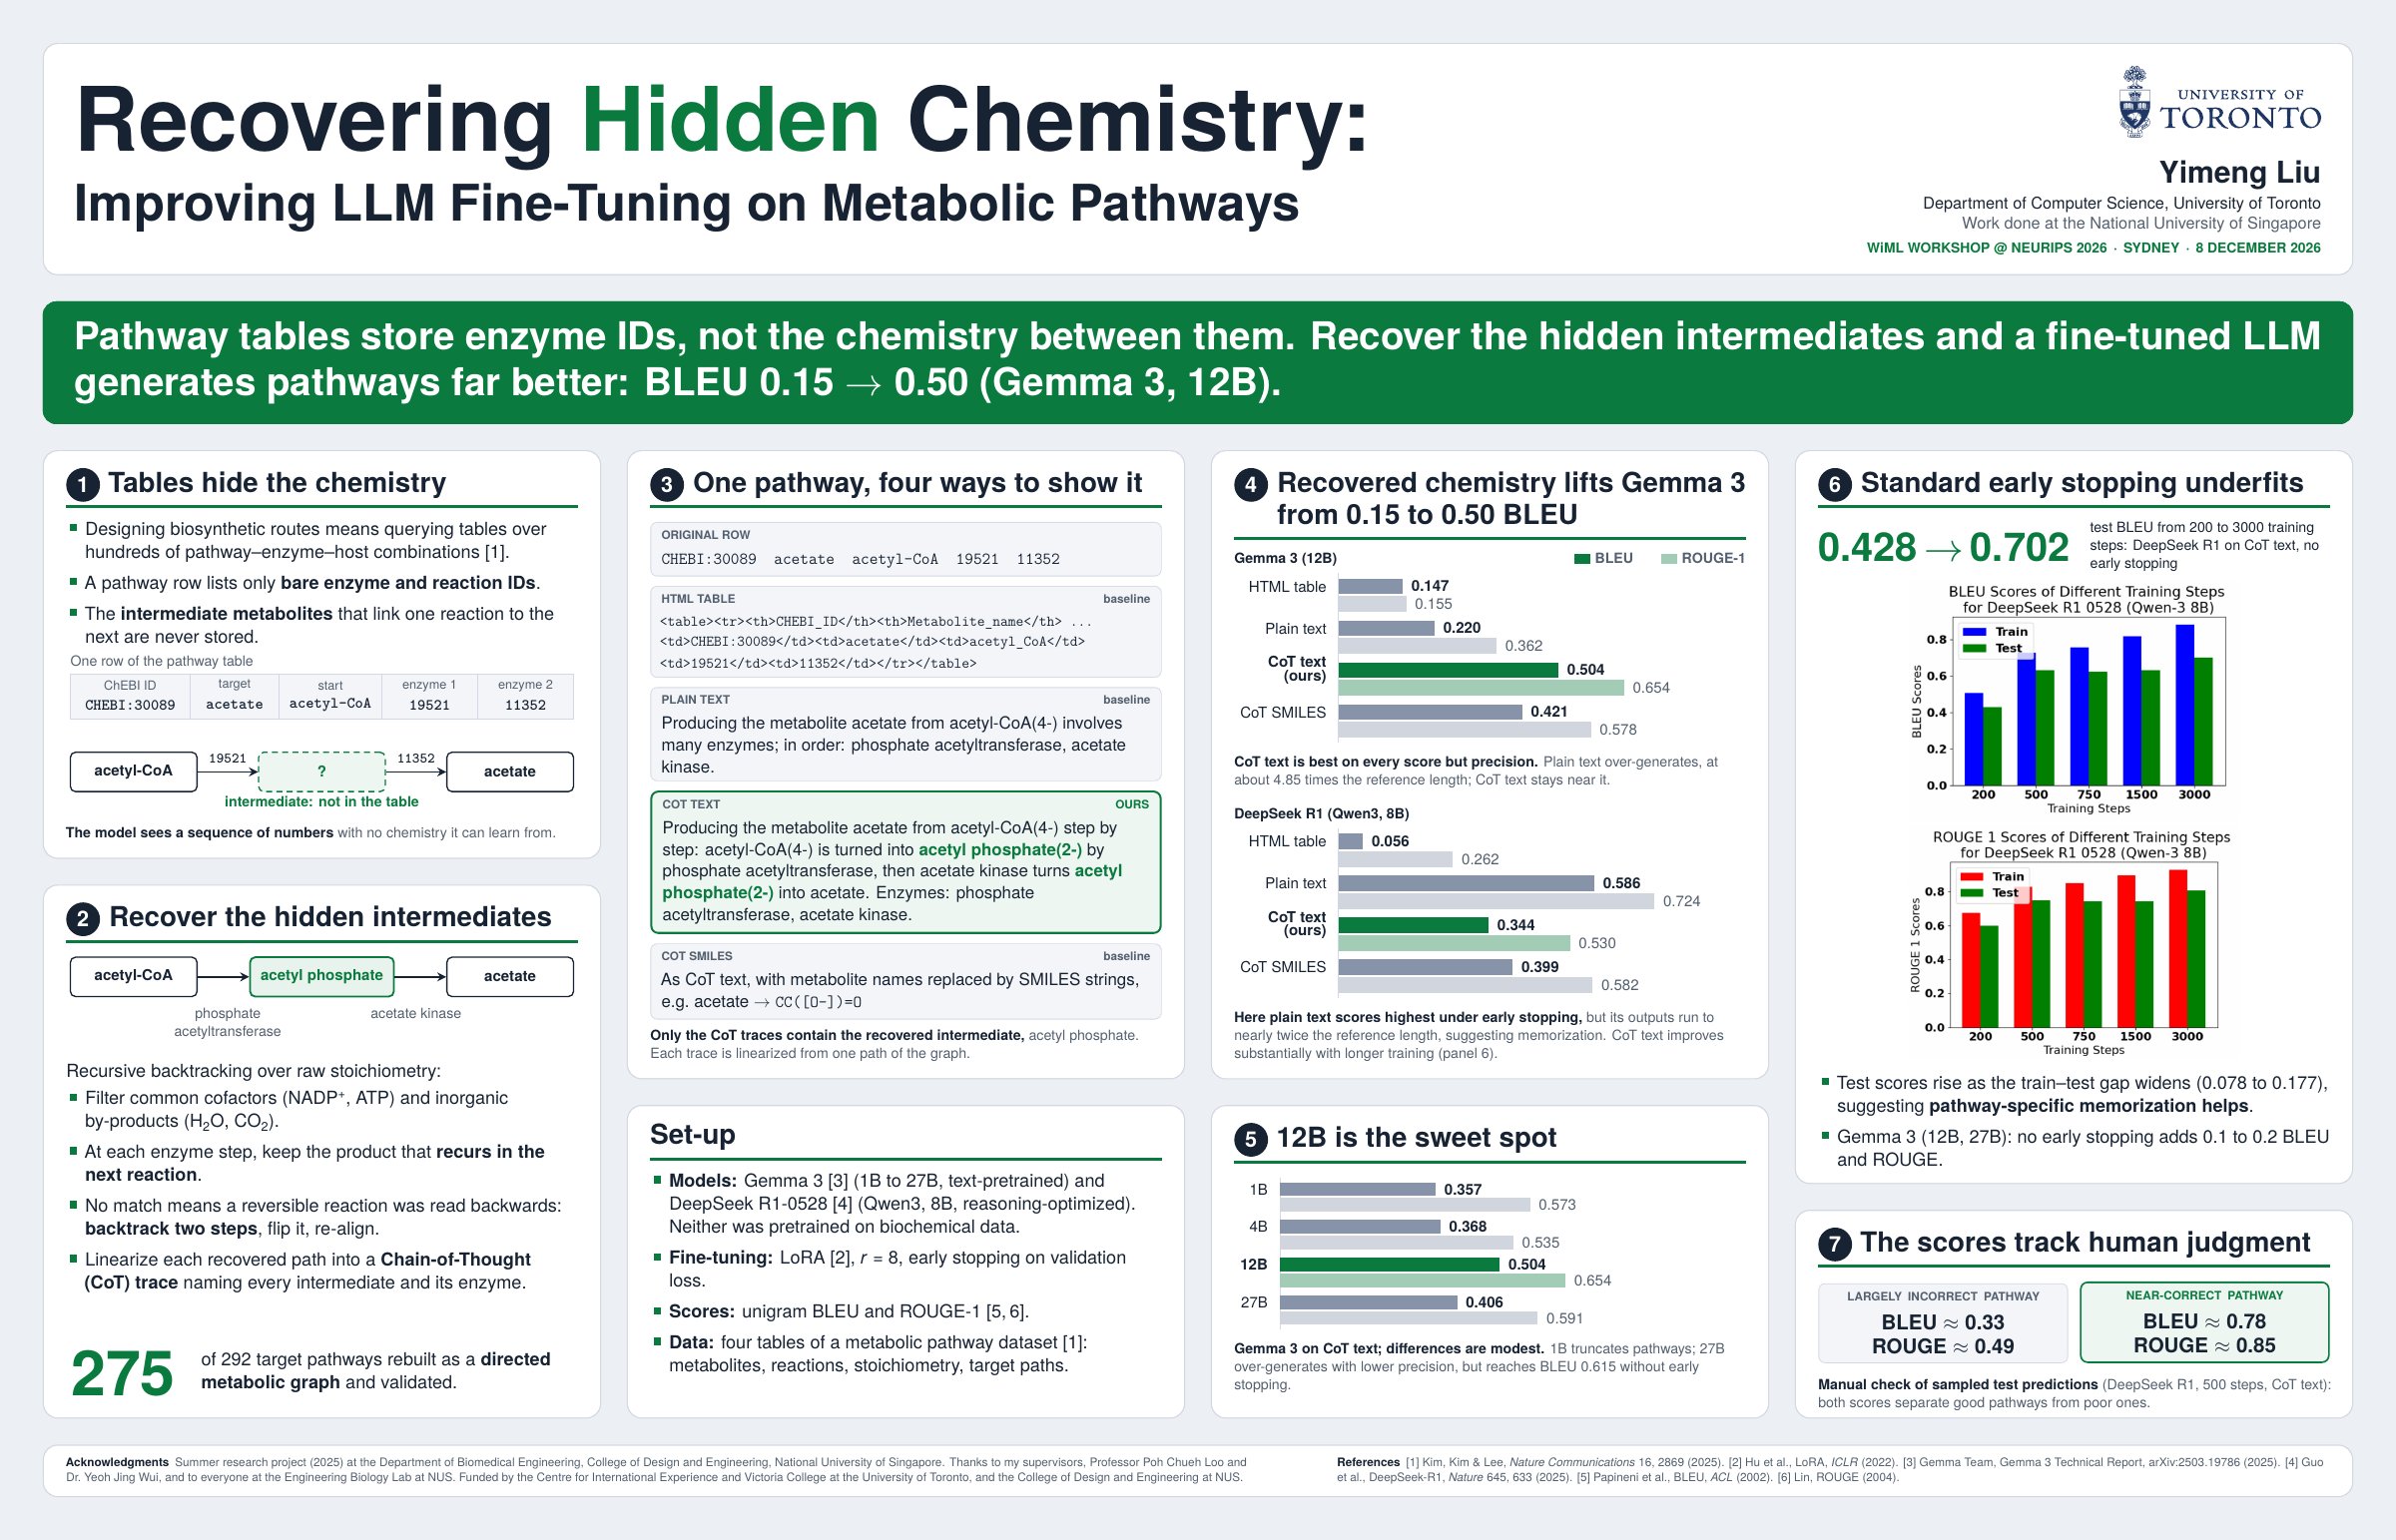 Recovering Hidden Chemistry:
Improving LLM Fine-Tuning on Metabolic Pathways
UNIVERSITY OF
TORONTO
Yimeng Liu
Department of Computer Science, University of Toronto
Work done at the National University of Singapore
WiML WORKSHOP @ NEURIPS 2026 · SYDNEY · 8 DECEMBER 2026
Pathway tables store enzyme IDs, not the chemistry between them. Recover the hidden intermediates and a fine-tuned LLM
generates pathways far better: BLEU 0.15 → 0.50 (Gemma 3, 12B).
1 Tables hide the chemistry
Designing biosynthetic routes means querying tables over
hundreds of pathway–enzyme–host combinations [1].
A pathway row lists only bare enzyme and reaction IDs.
The intermediate metabolites that link one reaction to the
next are never stored.
One row of the pathway table
ChEBI ID target start enzyme 1 enzyme 2
CHEBI:30089 acetate acetyl-CoA 19521 11352
19521 11352
acetyl-CoA ? acetate
intermediate: not in the table
The model sees a sequence of numbers with no chemistry it can learn from.
2 Recover the hidden intermediates
acetyl-CoA acetyl phosphate acetate
phosphate acetate kinase
acetyltransferase
Recursive backtracking over raw stoichiometry:
Filter common cofactors (NADP⁺, ATP) and inorganic
by-products (H₂O, CO₂).
At each enzyme step, keep the product that recurs in the
next reaction.
No match means a reversible reaction was read backwards:
backtrack two steps, flip it, re-align.
Linearize each recovered path into a Chain-of-Thought
(CoT) trace naming every intermediate and its enzyme.
275
of 292 target pathways rebuilt as a directed
metabolic graph and validated.
3 One pathway, four ways to show it
ORIGINAL ROW
CHEBI:30089 acetate acetyl-CoA 19521 11352
HTML TABLE baseline
<table><tr><th>CHEBI_ID</th><th>Metabolite_name</th> ...
<td>CHEBI:30089</td><td>acetate</td><td>acetyl_CoA</td>
<td>19521</td><td>11352</td></tr></table>
PLAIN TEXT baseline
Producing the metabolite acetate from acetyl-CoA(4-) involves
many enzymes; in order: phosphate acetyltransferase, acetate
kinase.
COT TEXT OURS
Producing the metabolite acetate from acetyl-CoA(4-) step by
step: acetyl-CoA(4-) is turned into acetyl phosphate(2-) by
phosphate acetyltransferase, then acetate kinase turns acetyl
phosphate(2-) into acetate. Enzymes: phosphate
acetyltransferase, acetate kinase.
COT SMILES baseline
As CoT text, with metabolite names replaced by SMILES strings,
e.g. acetate → CC([O-])=O
Only the CoT traces contain the recovered intermediate, acetyl phosphate.
Each trace is linearized from one path of the graph.
Set-up
Models: Gemma 3 [3] (1B to 27B, text-pretrained) and
DeepSeek R1-0528 [4] (Qwen3, 8B, reasoning-optimized).
Neither was pretrained on biochemical data.
Fine-tuning: LoRA [2], r = 8, early stopping on validation
loss.
Scores: unigram BLEU and ROUGE-1 [5, 6].
Data: four tables of a metabolic pathway dataset [1]:
metabolites, reactions, stoichiometry, target paths.
4 Recovered chemistry lifts Gemma 3
from 0.15 to 0.50 BLEU
Gemma 3 (12B) BLEU ROUGE-1
HTML table 0.147
0.155
Plain text 0.220
0.362
CoT text
(ours) 0.504
0.654
CoT SMILES 0.421
0.578
CoT text is best on every score but precision. Plain text over-generates, at
about 4.85 times the reference length; CoT text stays near it.
DeepSeek R1 (Qwen3, 8B)
HTML table 0.056
0.262
Plain text 0.586
0.724
CoT text
(ours) 0.344
0.530
CoT SMILES 0.399
0.582
Here plain text scores highest under early stopping, but its outputs run to
nearly twice the reference length, suggesting memorization. CoT text improves
substantially with longer training (panel 6).
5 12B is the sweet spot
1B 0.357
0.573
4B 0.368
0.535
12B 0.504
0.654
27B 0.406
0.591
Gemma 3 on CoT text; differences are modest. 1B truncates pathways; 27B
over-generates with lower precision, but reaches BLEU 0.615 without early
stopping.
6 Standard early stopping underfits
0.428 → 0.702
test BLEU from 200 to 3000 training
steps: DeepSeek R1 on CoT text, no
early stopping
BLEU Scores of Different Training Steps
for DeepSeek R1 0528 (Qwen-3 8B)
Train
Test
BLEU Scores
0.8
0.6
0.4
0.2
0.0
200 500 750 1500 3000
Training Steps
ROUGE 1 Scores of Different Training Steps
for DeepSeek R1 0528 (Qwen-3 8B)
Train
Test
ROUGE 1 Scores
0.8
0.6
0.4
0.2
0.0
200 500 750 1500 3000
Training Steps
Test scores rise as the train–test gap widens (0.078 to 0.177),
suggesting pathway-specific memorization helps.
Gemma 3 (12B, 27B): no early stopping adds 0.1 to 0.2 BLEU
and ROUGE.
7 The scores track human judgment
LARGELY INCORRECT PATHWAY
BLEU ≈ 0.33
ROUGE ≈ 0.49
NEAR-CORRECT PATHWAY
BLEU ≈ 0.78
ROUGE ≈ 0.85
Manual check of sampled test predictions (DeepSeek R1, 500 steps, CoT text):
both scores separate good pathways from poor ones.
Acknowledgments Summer research project (2025) at the Department of Biomedical Engineering, College of Design and Engineering, National University of Singapore. Thanks to my supervisors, Professor Poh Chueh Loo and
Dr. Yeoh Jing Wui, and to everyone at the Engineering Biology Lab at NUS. Funded by the Centre for International Experience and Victoria College at the University of Toronto, and the College of Design and Engineering at NUS.
References [1] Kim, Kim & Lee, Nature Communications 16, 2869 (2025). [2] Hu et al., LoRA, ICLR (2022). [3] Gemma Team, Gemma 3 Technical Report, arXiv:2503.19786 (2025). [4] Guo
et al., DeepSeek-R1, Nature 645, 633 (2025). [5] Papineni et al., BLEU, ACL (2002). [6] Lin, ROUGE (2004).